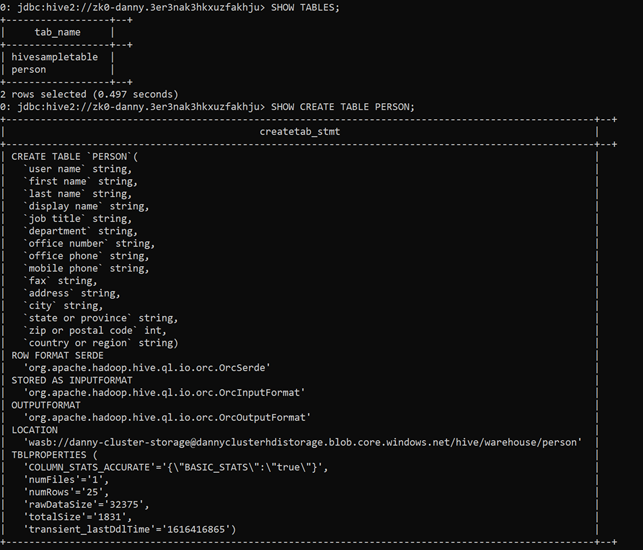 0: jdbc:hive2://zk0-danny.3er3nak3hkxuzfakhju> SHOW TABLES;
+-----------------+--+
|    tab_name     |
+-----------------+--+
| hivesampletable |
| person          |
+-----------------+--+
2 rows selected (0.497 seconds)
0: jdbc:hive2://zk0-danny.3er3nak3hkxuzfakhju> SHOW CREATE TABLE PERSON;
+----------------------------------------------------------------------------------------------------+--+
|                                           createtab_stmt                                           |
+----------------------------------------------------------------------------------------------------+--+
| CREATE TABLE `PERSON`( |
|   `user name` string, |
|   `first name` string, |
|   `last name` string, |
|   `display name` string, |
|   `job title` string, |
|   `department` string, |
|   `office number` string, |
|   `office phone` string, |
|   `mobile phone` string, |
|   `fax` string, |
|   `address` string, |
|   `city` string, |
|   `state or province` string, |
|   `zip or postal code` int, |
|   `country or region` string) |
| ROW FORMAT SERDE |
|   'org.apache.hadoop.hive.ql.io.orc.OrcSerde' |
| STORED AS INPUTFORMAT |
|   'org.apache.hadoop.hive.ql.io.orc.OrcInputFormat' |
| OUTPUTFORMAT |
|   'org.apache.hadoop.hive.ql.io.orc.OrcOutputFormat' |
| LOCATION |
|   'wasb://danny-cluster-storage@dannyclusterhdistorage.blob.core.windows.net/hive/warehouse/person' |
| TBLPROPERTIES ( |
|   'COLUMN_STATS_ACCURATE'='{\"BASIC_STATS\":\"true\"}', |
|   'numFiles'='1', |
|   'numRows'='25', |
|   'rawDataSize'='32375', |
|   'totalSize'='1831', |
|   'transient_lastDdlTime'='1616416865') |
+----------------------------------------------------------------------------------------------------+--+